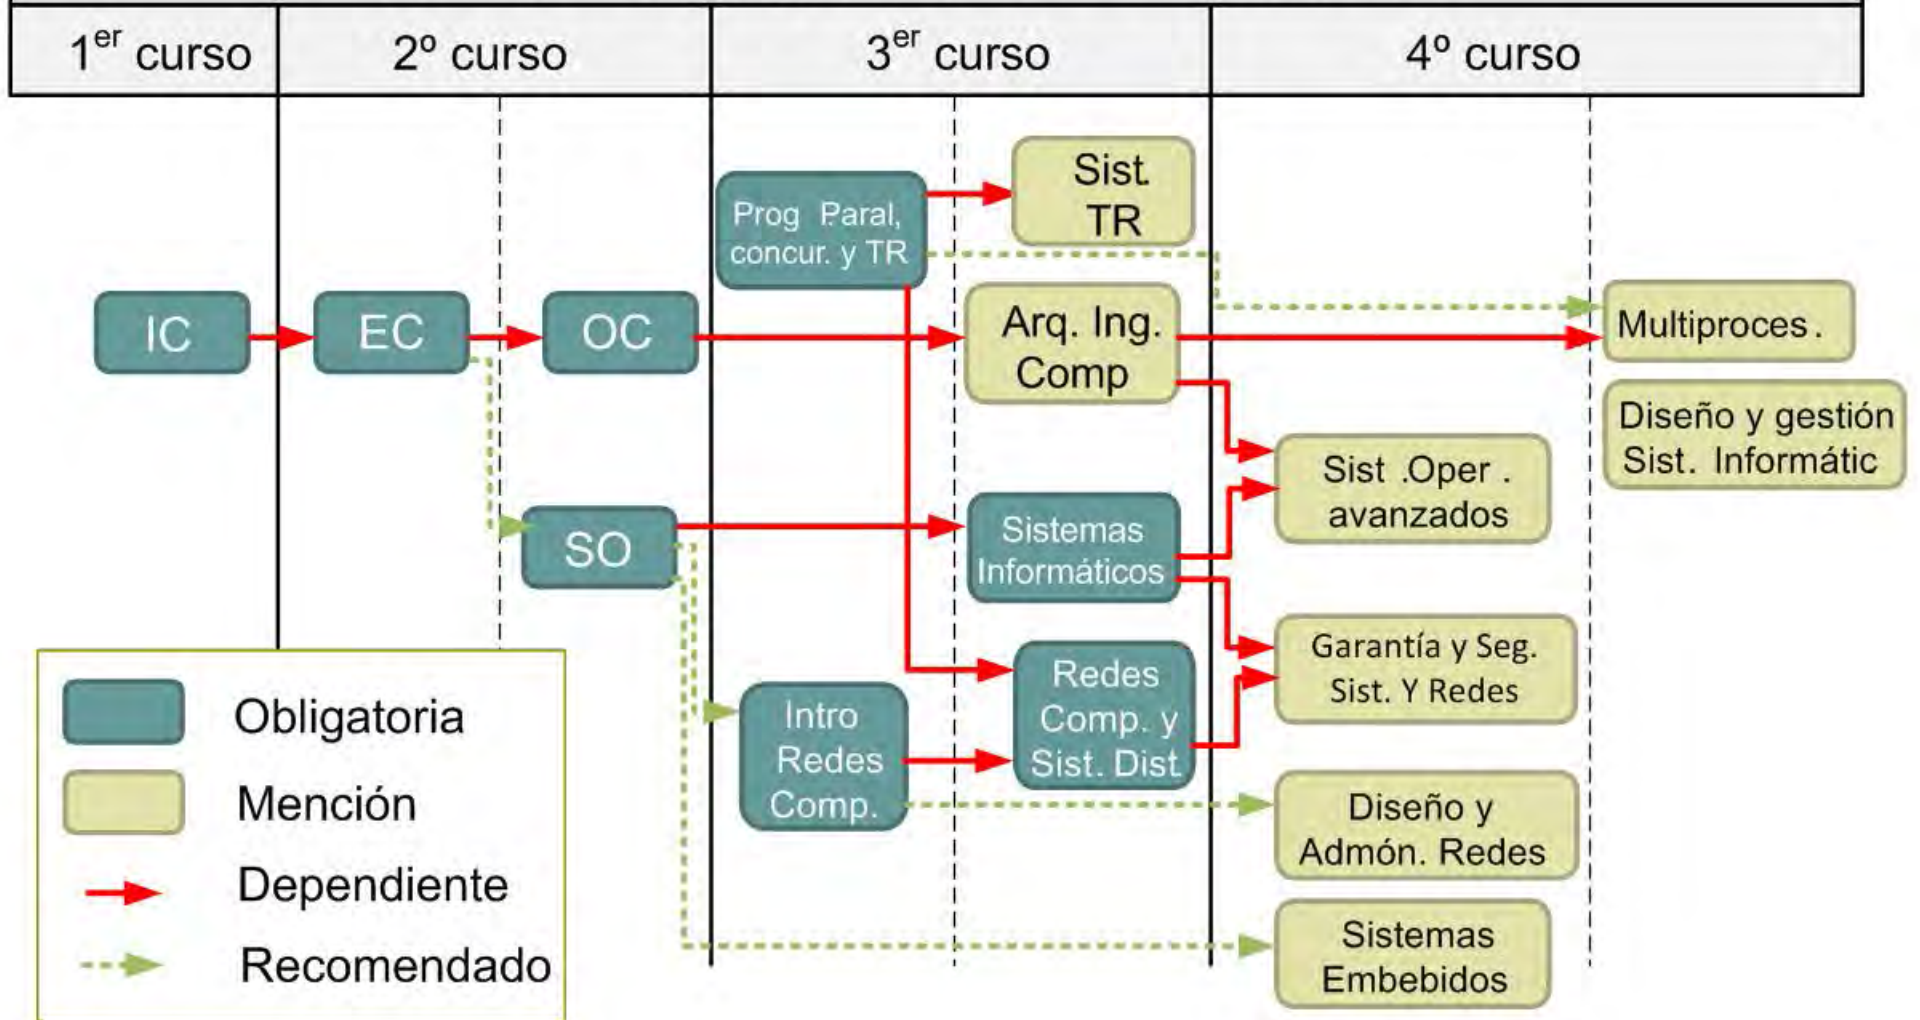 1er curso
2º curso
3er curso
4º curso
Sist.
TR
Prog Paral,
concur. y TR
IC
EC
OC
Arq. Ing.
Comp
Multiproces .
Diseño y gestión
Sist. Informátic
Sist .Oper .
avanzados
SO
Sistemas
Informáticos
Garantía y Seg.
Sist. Y Redes
Intro
Redes
Comp.
Redes
Comp. y
Sist. Dist.
Diseño y
Admón. Redes
Sistemas
Embebidos
Obligatoria
Mención
Dependiente
Recomendado